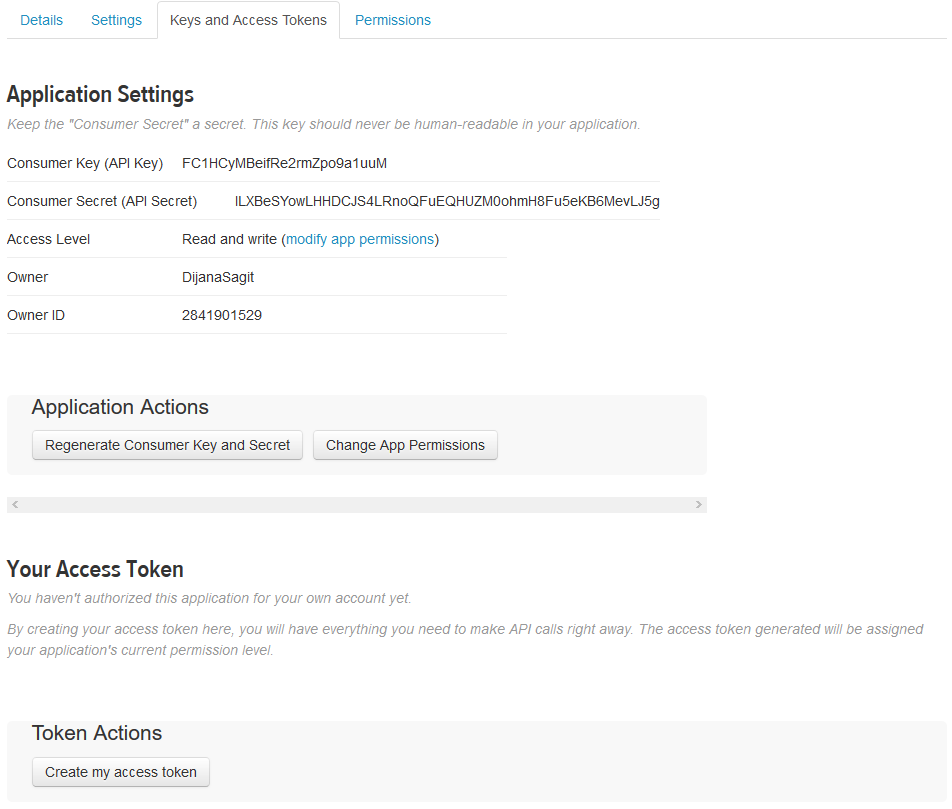 Details Settings Keys and Access Tokens Permissions
Application Settings
Keep the "Consumer Secret" a secret. This key should never be human-readable in your application.
Consumer Key (API Key) FC1HCyMBeifRe2rmZpo9a1uuM
Consumer Secret (API Secret) lLXBeSYowLHHDCJS4LRnoQFuEQHUZM0ohmH8Fu5eKB6MevLJ5g
Access Level Read and write (modify app permissions)
Owner DijanaSagit
Owner ID 2841901529
Application Actions
Regenerate Consumer Key and Secret Change App Permissions
Your Access Token
You haven't authorized this application for your own account yet.
By creating your access token here, you will have everything you need to make API calls right away. The access token generated will be assigned
your application's current permission level.
Token Actions
Create my access token